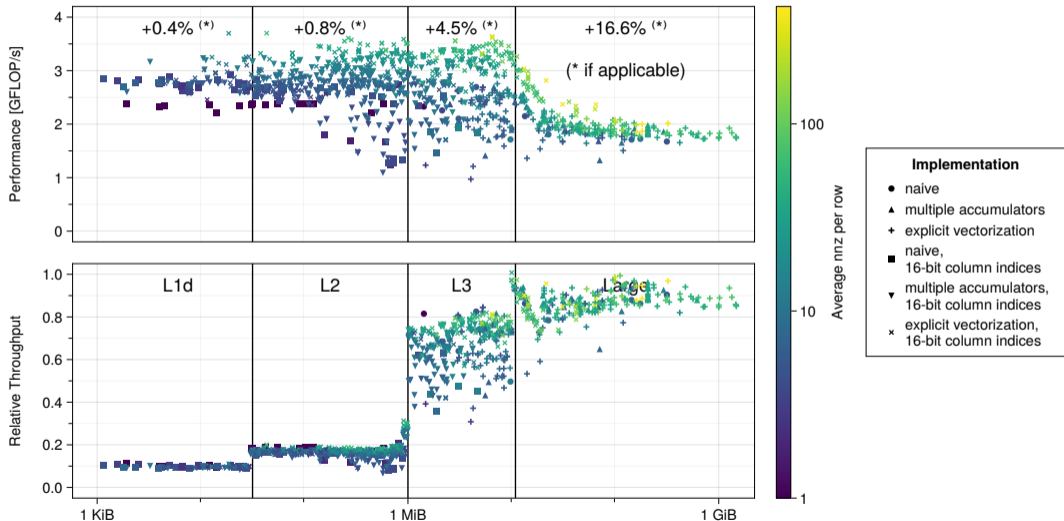 +0.4% (*)
+0.8% (*)
+4.5% (*)
+16.6% (*)
(* if applicable)
Performance [GFLOP/s]
4
3
2
1
0
L1d
L2
L3
Large
Relative Throughput
1.0
0.8
0.6
0.4
0.2
0.0
1 KiB
1 MiB
1 GiB
100
10
1
Average nnz per row
Implementation
naive
multiple accumulators
explicit vectorization
naive,
16-bit column indices
multiple accumulators,
16-bit column indices
explicit vectorization,
16-bit column indices